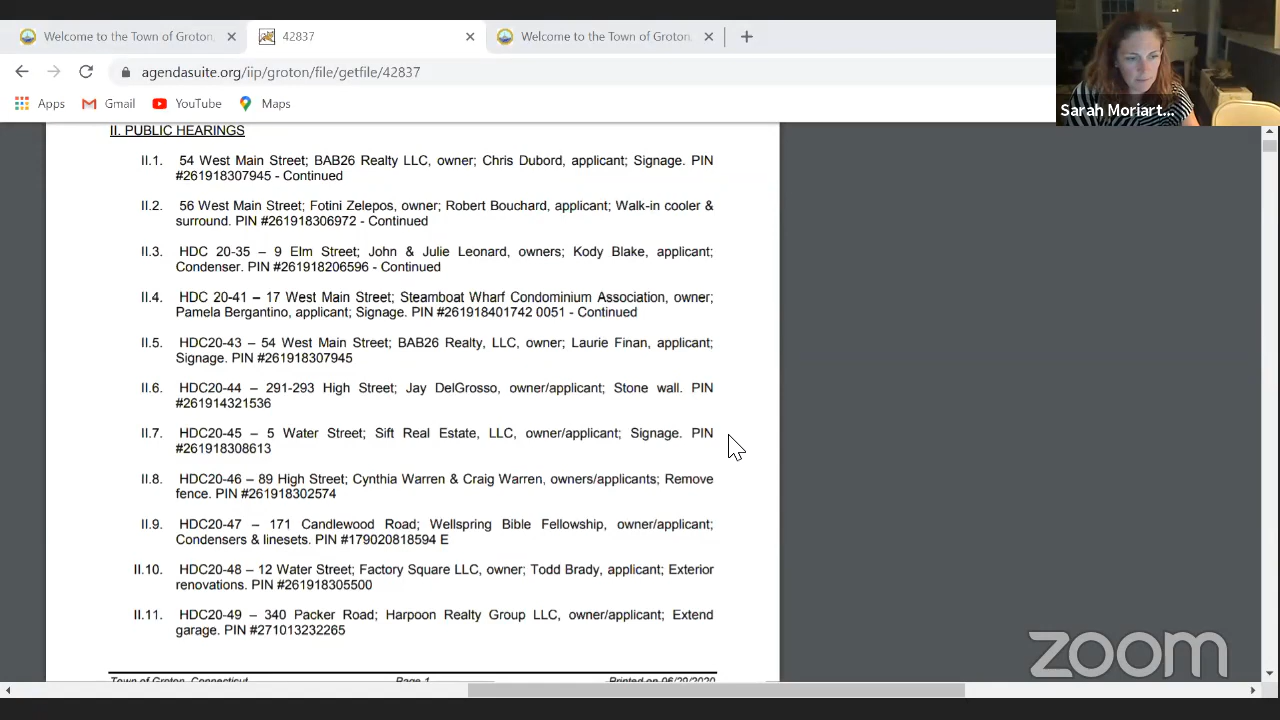 Welcome to the Town of Groton,
42837
Welcome to the Town of Groton,
agendasuite.org/iip/groton/file/getfile/42837
Apps
Gmail
YouTube
Maps
Sarah Moriart...
II. PUBLIC HEARINGS
II.1. 54 West Main Street; BAB26 Realty LLC, owner; Chris Dubord, applicant; Signage. PIN
#261918307945 - Continued
II.2. 56 West Main Street; Fotini Zelepos, owner; Robert Bouchard, applicant; Walk-in cooler &
surround. PIN #261918306972 - Continued
II.3. HDC 20-35 – 9 Elm Street; John & Julie Leonard, owners; Kody Blake, applicant;
Condenser. PIN #261918206596 - Continued
II.4. HDC 20-41 – 17 West Main Street; Steamboat Wharf Condominium Association, owner;
Pamela Bergantino, applicant; Signage. PIN #261918401742 0051 - Continued
II.5. HDC20-43 – 54 West Main Street; BAB26 Realty, LLC, owner; Laurie Finan, applicant;
Signage. PIN #261918307945
II.6. HDC20-44 – 291-293 High Street; Jay DelGrosso, owner/applicant; Stone wall. PIN
#261914321536
II.7. HDC20-45 – 5 Water Street; Sift Real Estate, LLC, owner/applicant; Signage. PIN
#261918308613
II.8. HDC20-46 – 89 High Street; Cynthia Warren & Craig Warren, owners/applicants; Remove
fence. PIN #261918302574
II.9. HDC20-47 – 171 Candlewood Road; Wellspring Bible Fellowship, owner/applicant;
Condensers & linesets. PIN #179020818594 E
II.10. HDC20-48 – 12 Water Street; Factory Square LLC, owner; Todd Brady, applicant; Exterior
renovations. PIN #261918305500
II.11. HDC20-49 – 340 Packer Road; Harpoon Realty Group LLC, owner/applicant; Extend
garage. PIN #271013232265
Town of Groton, Connecticut Page 1 Printed on 06/29/2020
zoom